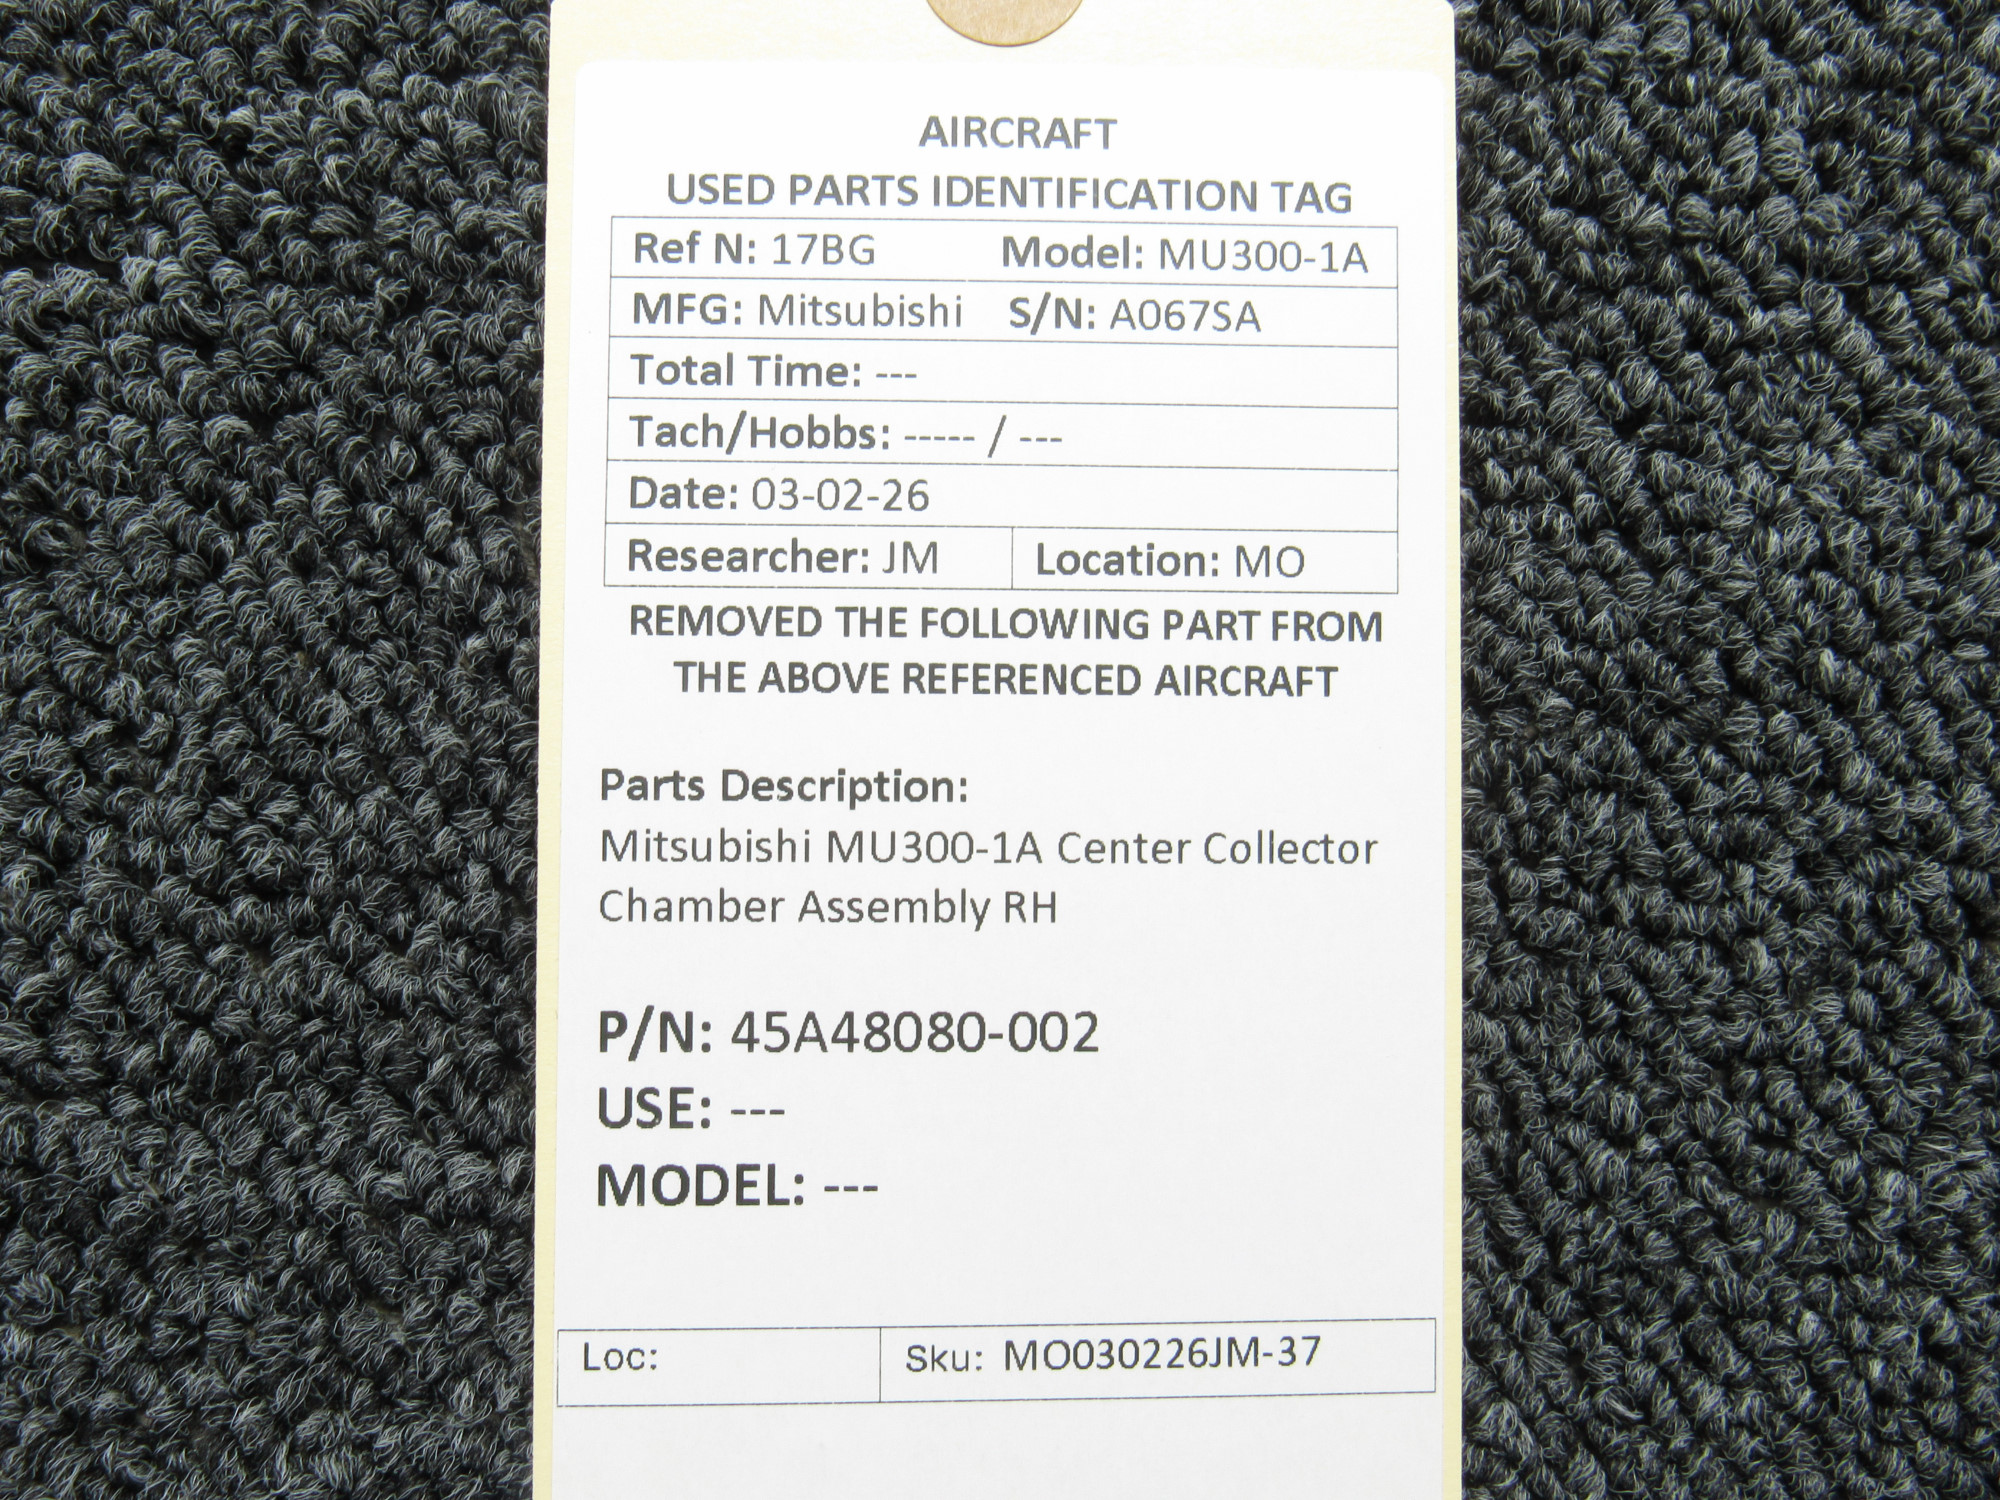 AIRCRAFT
USED PARTS IDENTIFICATION TAG
Ref N: 17BG Model: MU300-1A
MFG: Mitsubishi S/N: A067SA
Total Time: ---
Tach/Hobbs: ----- / ---
Date: 03-02-26
Researcher: JM Location: MO
REMOVED THE FOLLOWING PART FROM
THE ABOVE REFERENCED AIRCRAFT
Parts Description:
Mitsubishi MU300-1A Center Collector
Chamber Assembly RH
P/N: 45A48080-002
USE: ---
MODEL: ---
Loc: Sku: MO030226JM-37